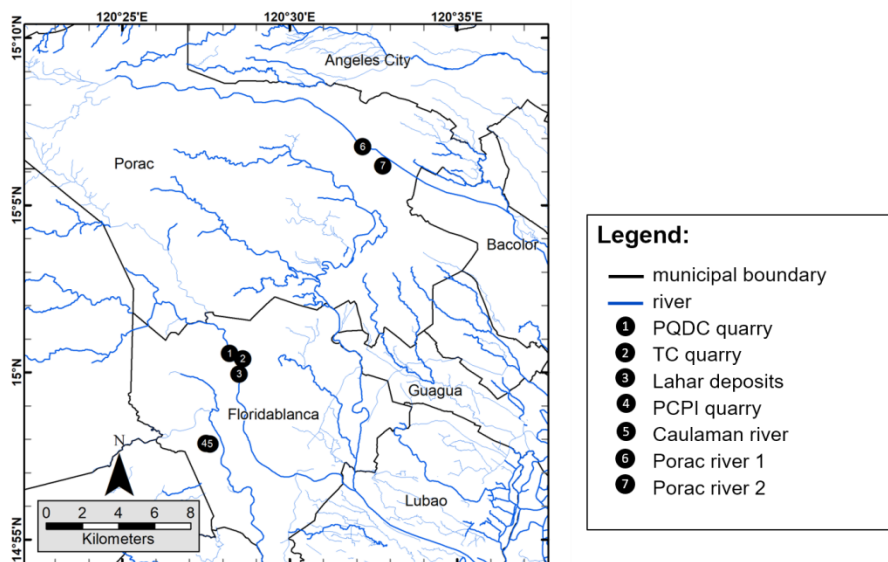 120°25'E 120°30'E 120°35'E
15°10'N
15°5'N
15°N
14°55'N
Angeles City
Porac
6
7
Bacolor
1
2
3
Guagua
Floridablanca
45
N
Lubao
0 2 4 6 8
Kilometers
Legend:
municipal boundary
river
1 PQDC quarry
2 TC quarry
3 Lahar deposits
4 PCPI quarry
5 Caulaman river
6 Porac river 1
7 Porac river 2